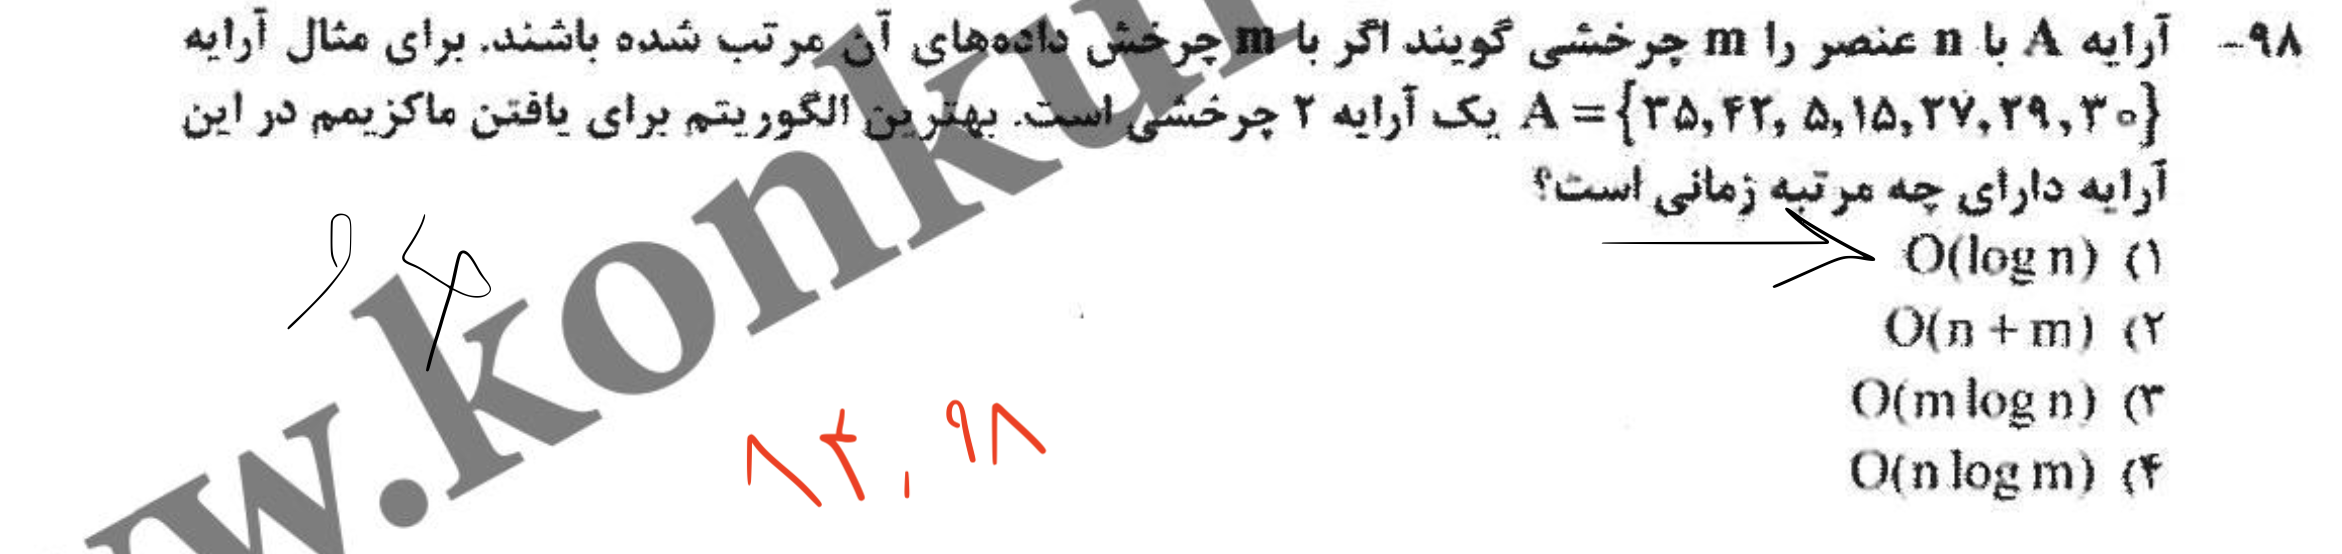 ۹۸- آرایه A با n عنصر را m چرخشی گویند اگر با m چرخش داده‌های آن مرتب شده باشند. برای مثال آرایه
A = {۳۵, ۴۲, ۵, ۱۵, ۲۷, ۲۹, ۳۰} یک آرایه ۲ چرخشی است. بهترین الگوریتم برای یافتن ماکزیمم در این
آرایه دارای چه مرتبه زمانی است؟
۱) O(log n)
۲) O(n + m)
۳) O(m log n)
۴) O(n log m)
۸۴, ۹۸
www.konkur